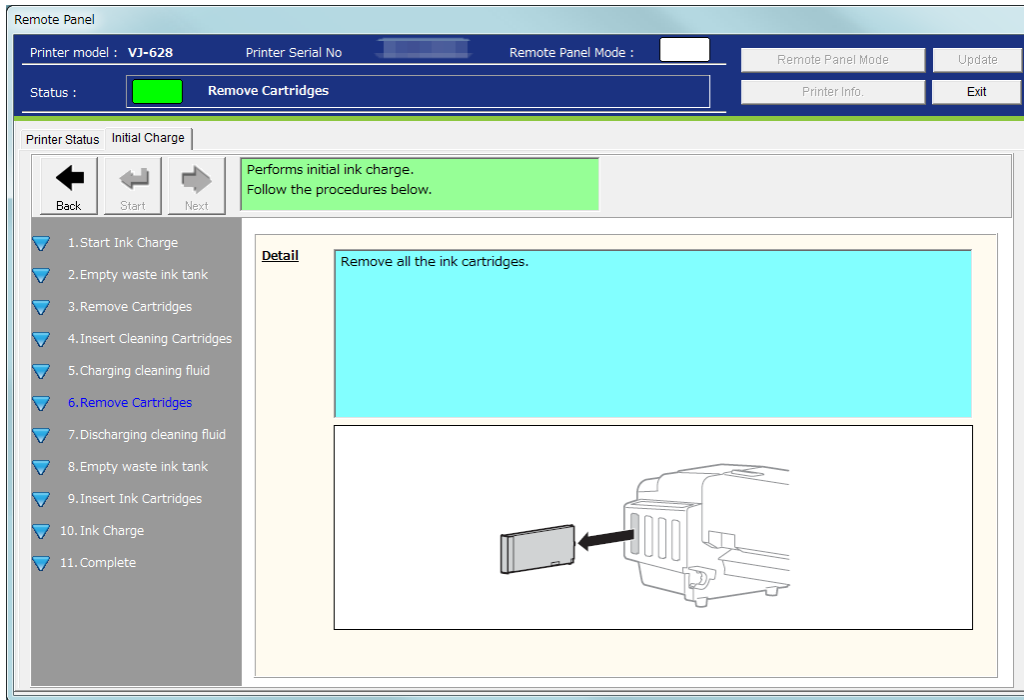 Remote Panel
Printer model : VJ-628 Printer Serial No Remote Panel Mode :
Remote Panel Mode Update
Status : Remove Cartridges
Printer Info. Exit
Printer Status Initial Charge
Back Start Next
Performs initial ink charge.
Follow the procedures below.
1.Start Ink Charge
2.Empty waste ink tank
3.Remove Cartridges
4.Insert Cleaning Cartridges
5.Charging cleaning fluid
6.Remove Cartridges
7.Discharging cleaning fluid
8.Empty waste ink tank
9.Insert Ink Cartridges
10.Ink Charge
11.Complete
Detail
Remove all the ink cartridges.